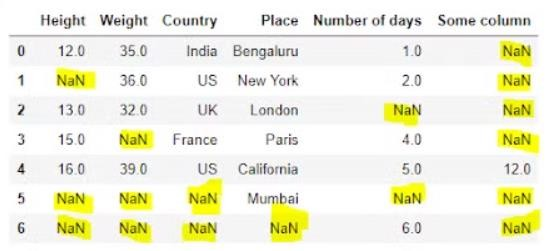 Height Weight Country Place Number of days Some column
0 12.0 35.0 India Bengaluru 1.0 NaN
1 NaN 36.0 US New York 2.0 NaN
2 13.0 32.0 UK London NaN NaN
3 15.0 NaN France Paris 4.0 NaN
4 16.0 39.0 US California 5.0 12.0
5 NaN NaN NaN Mumbai NaN NaN
6 NaN NaN NaN NaN 6.0 NaN